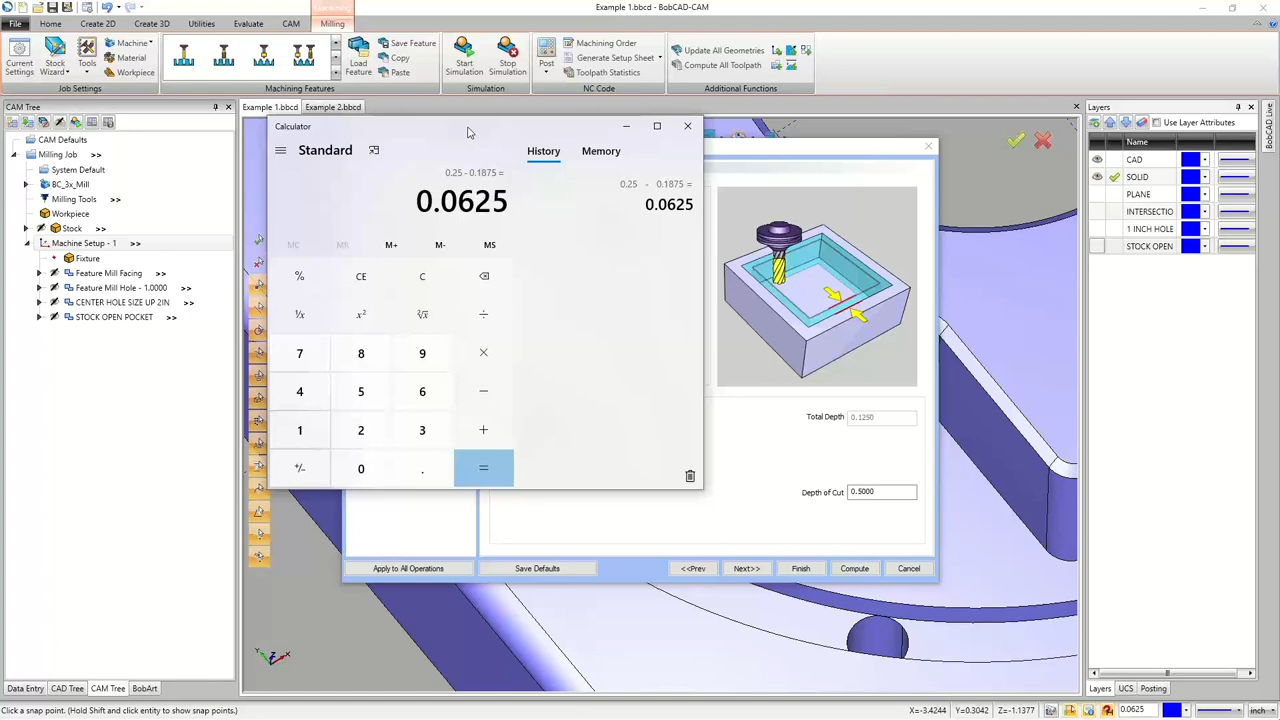 Machining
Example 1.bbcd - BobCAD-CAM
File
Home
Create 2D
Create 3D
Utilities
Evaluate
CAM
Milling
Current Settings
Stock Wizard
Tools
Machine
Material
Workpiece
Load Feature
Save Feature
Copy
Paste
Start Simulation
Stop Simulation
Post
Machining Order
Generate Setup Sheet
Toolpath Statistics
Update All Geometries
Compute All Toolpath
Job Settings
Machining Features
Simulation
NC Code
Additional Functions
CAM Tree
CAM Defaults
Milling Job >>
System Default
BC_3x_Mill
Milling Tools >>
Workpiece
Stock >>
Machine Setup - 1 >>
Fixture
Feature Mill Facing >>
Feature Mill Hole - 1.0000 >>
CENTER HOLE SIZE UP 2IN >>
STOCK OPEN POCKET >>
Example 1.bbcd
Example 2.bbcd
Calculator
Standard
History
Memory
0.25 - 0.1875 =
0.0625
0.25 - 0.1875 =
0.0625
MC
MR
M+
M-
MS
% CE C
¹/x x² ²√x ÷
7 8 9 ×
4 5 6 −
1 2 3 +
+/− 0 . =
Total Depth 0.1250
Depth of Cut 0.5000
Apply to All Operations
Save Defaults
<<Prev
Next>>
Finish
Compute
Cancel
Layers
Use Layer Attributes
Name
CAD
SOLID
PLANE
INTERSECTIO
1 INCH HOLE
STOCK OPEN
BobCAD Live
Y Z X
Data Entry
CAD Tree
CAM Tree
BobArt
Layers
UCS
Posting
Click a snap point. (Hold Shift and click entity to show snap points.)
X=-3.4244
Y=0.3042
Z=-1.1377
0.0625
inch